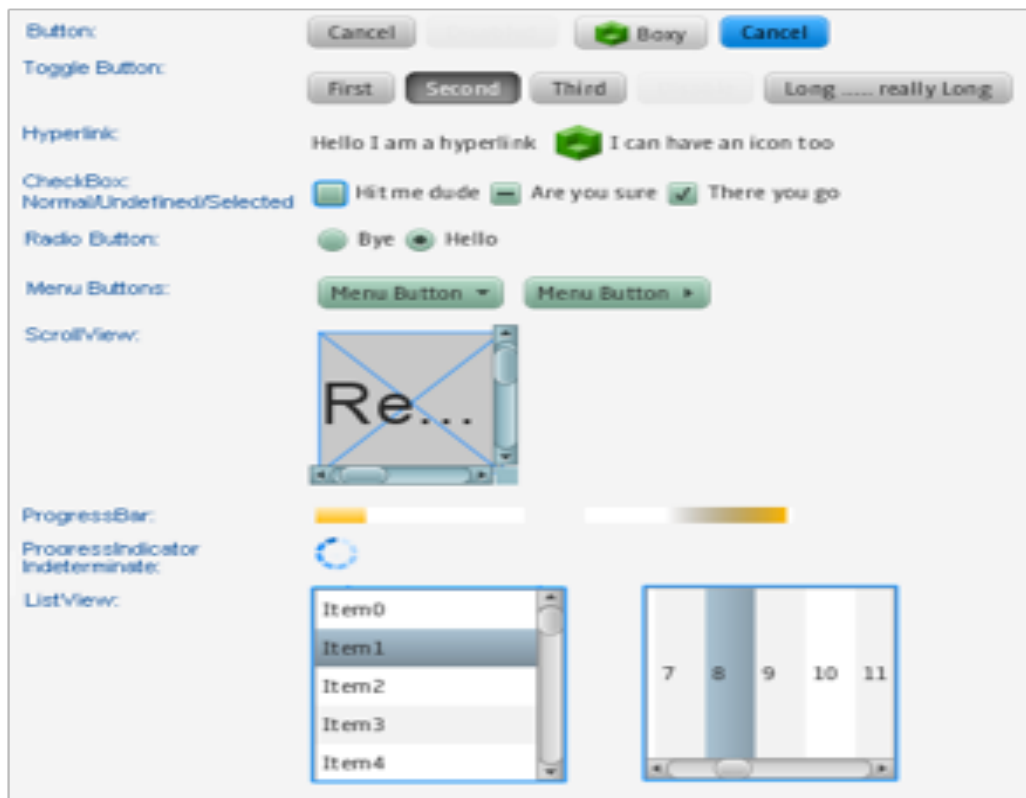 Button: Cancel Boxy Cancel
Toggle Button:
First Second Third Long ...... really Long
Hyperlink: Hello I am a hyperlink I can have an icon too
CheckBox:
Normal/Undefined/Selected Hit me dude Are you sure There you go
Radio Button: Bye Hello
Menu Buttons: Menu Button Menu Button
ScrollView:
Re...
ProgressBar:
ProgressIndicator
Indeterminate:
ListView:
Item0
Item1
Item2
Item3
Item4
7 8 9 10 11